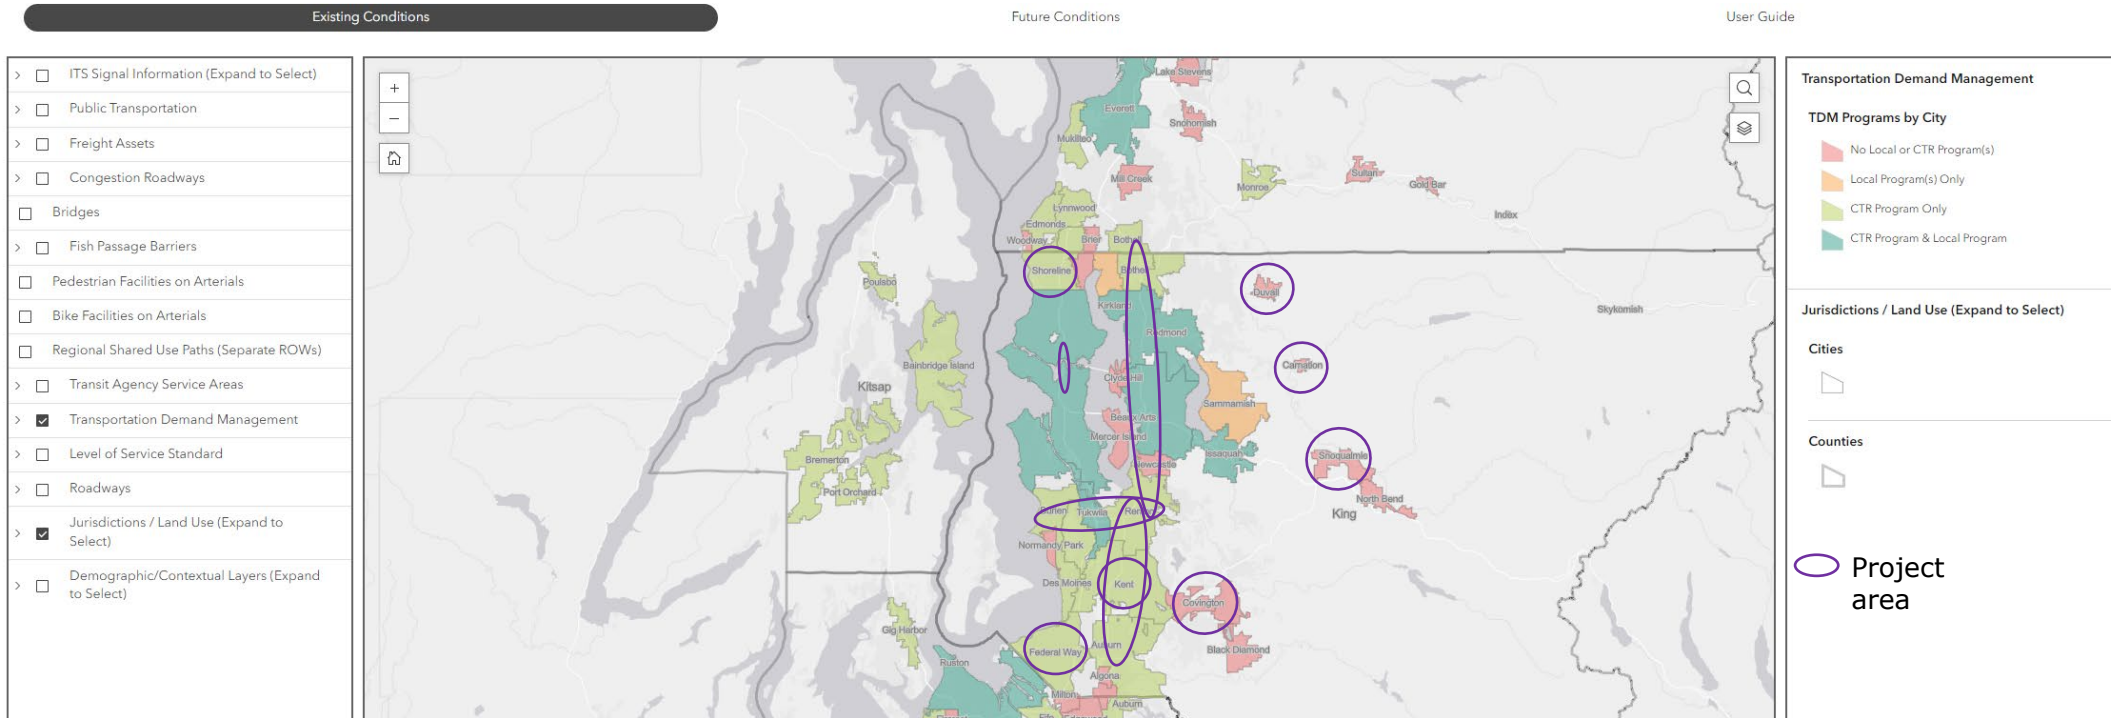 Existing Conditions
Future Conditions
User Guide
ITS Signal Information (Expand to Select)
Public Transportation
Freight Assets
Congestion Roadways
Bridges
Fish Passage Barriers
Pedestrian Facilities on Arterials
Bike Facilities on Arterials
Regional Shared Use Paths (Separate ROWs)
Transit Agency Service Areas
Transportation Demand Management
Level of Service Standard
Roadways
Jurisdictions / Land Use (Expand to
Select)
Demographic/Contextual Layers (Expand
to Select)
+
−
Lake Stevens
Everett
Snohomish
Mukilteo
Mill Creek
Monroe
Sultan
Gold Bar
Index
Lynnwood
Edmonds
Woodway
Brier
Bothell
Shoreline
Bothell
Poulsbo
Duvall
Kirkland
Skykomish
Redmond
Bainbridge Island
Kitsap
Clyde Hill
Carnation
Sammamish
Beaux Arts
Mercer Island
Bremerton
Newcastle
Issaquah
Snoqualmie
Port Orchard
North Bend
King
Burien
Tukwila
Renton
Normandy Park
Des Moines
Kent
Covington
Gig Harbor
Federal Way
Auburn
Black Diamond
Ruston
Algona
Milton
Auburn
Fife
Edgewood
Transportation Demand Management
TDM Programs by City
No Local or CTR Program(s)
Local Program(s) Only
CTR Program Only
CTR Program & Local Program
Jurisdictions / Land Use (Expand to Select)
Cities
Counties
Project
area